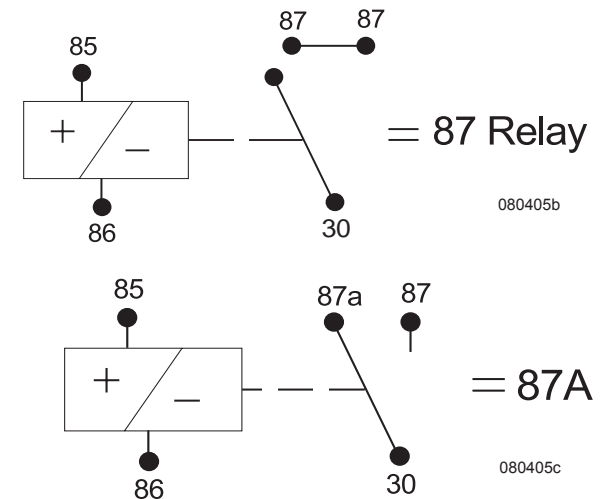 87 87
85
+ − = 87 Relay
080405b
86 30
85 87a 87
+ − = 87A
080405c
86 30